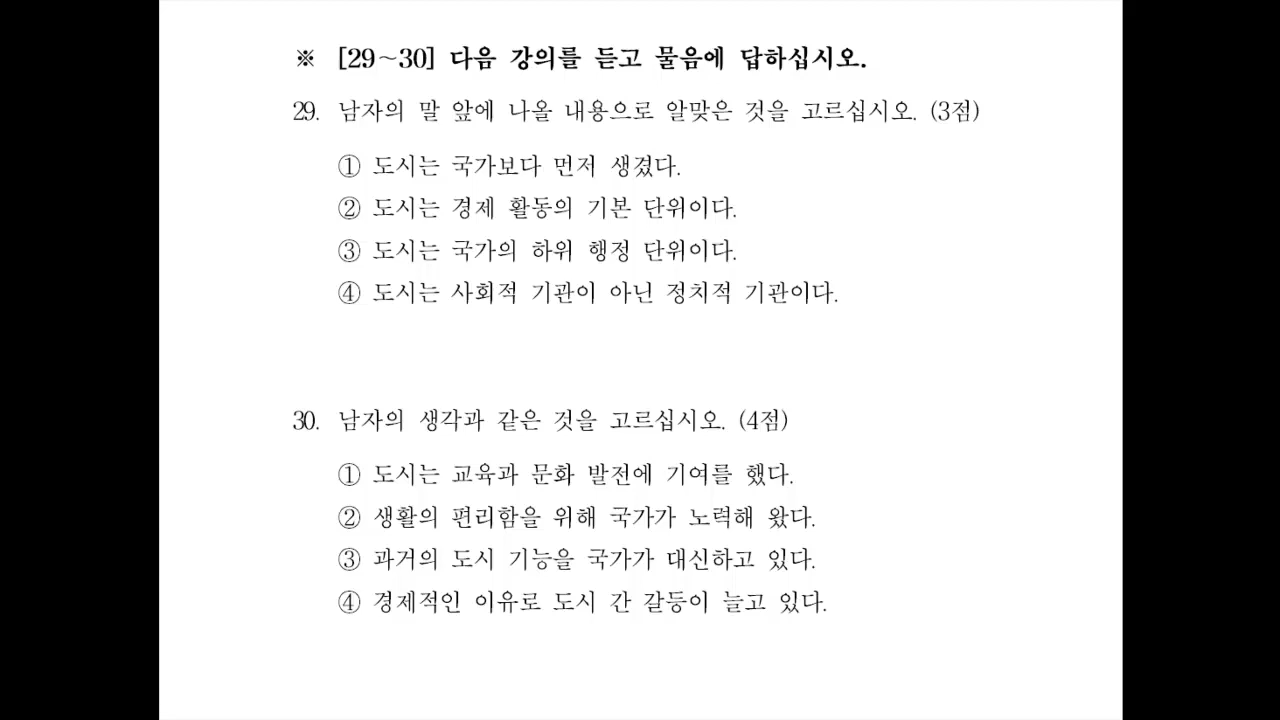 ※ [29~30] 다음 강의를 듣고 물음에 답하십시오.
29. 남자의 말 앞에 나올 내용으로 알맞은 것을 고르십시오. (3점)
① 도시는 국가보다 먼저 생겼다.
② 도시는 경제 활동의 기본 단위이다.
③ 도시는 국가의 하위 행정 단위이다.
④ 도시는 사회적 기관이 아닌 정치적 기관이다.
30. 남자의 생각과 같은 것을 고르십시오. (4점)
① 도시는 교육과 문화 발전에 기여를 했다.
② 생활의 편리함을 위해 국가가 노력해 왔다.
③ 과거의 도시 기능을 국가가 대신하고 있다.
④ 경제적인 이유로 도시 간 갈등이 늘고 있다.